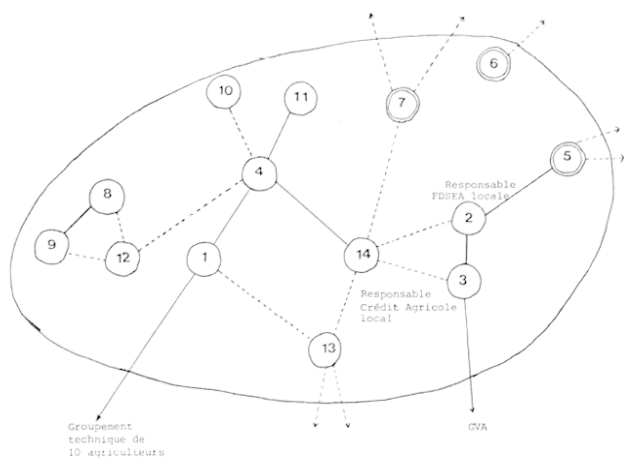 6
7
10
11
5
4
Responsable
FDSEA locale
8
2
9
12
1
14
3
Responsable
Crédit Agricole
local
13
Groupement
technique de
10 agriculteurs
GVA